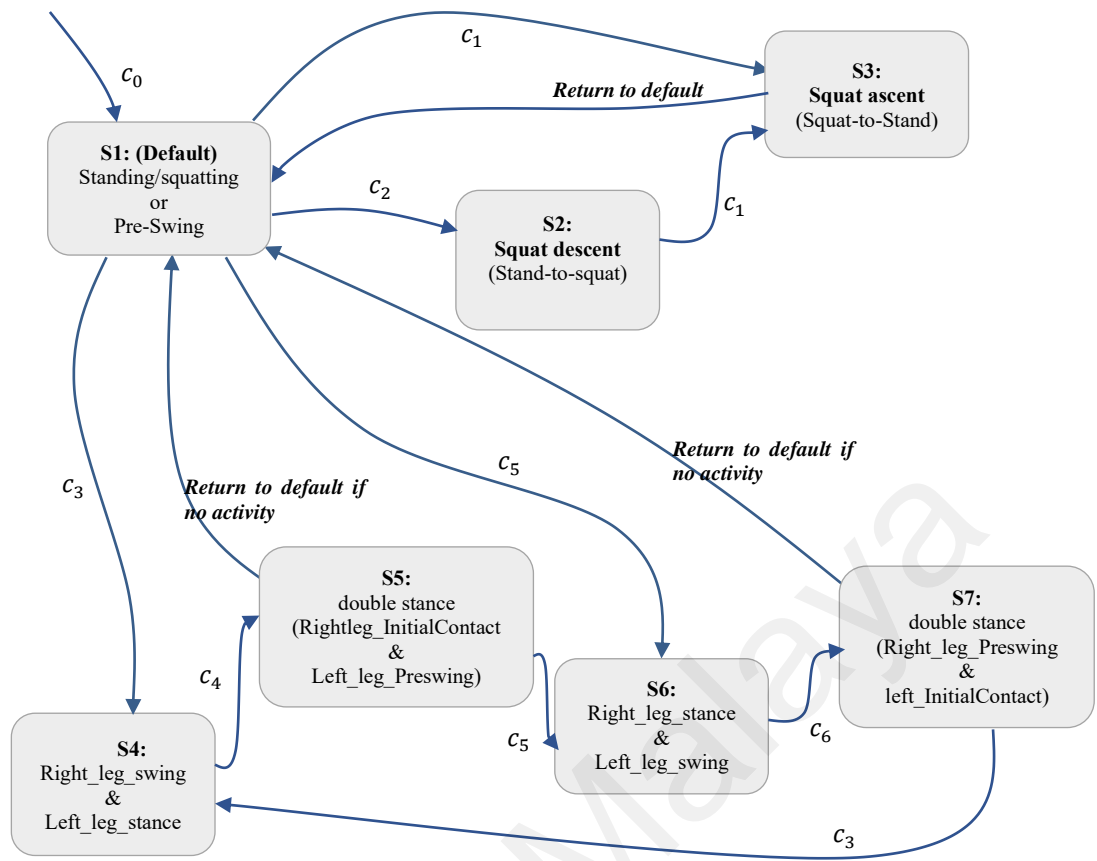 c₁
c₀
S3:
Squat ascent
(Squat-to-Stand)
Return to default
S1: (Default)
Standing/squatting
or
Pre-Swing
c₂
c₁
S2:
Squat descent
(Stand-to-squat)
c₃
Return to default if
no activity
c₅
Return to default if
no activity
S5:
double stance
(Rightleg_InitialContact
&
Left_leg_Preswing)
S7:
double stance
(Right_leg_Preswing
&
left_InitialContact)
c₄
S6:
Right_leg_stance
&
Left_leg_swing
c₅
c₆
S4:
Right_leg_swing
&
Left_leg_stance
c₃
Malaya